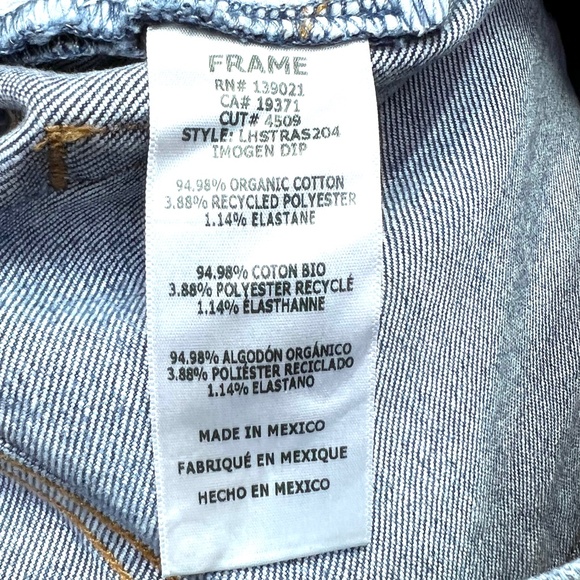 FRAME
RN# 139021
CA# 19371
CUT# 4509
STYLE: LHSTRAS204
IMOGEN DIP
94.98% ORGANIC COTTON
3.88% RECYCLED POLYESTER
1.14% ELASTANE
94.98% COTON BIO
3.88% POLYESTER RECYCLÉ
1.14% ÉLASTHANNE
94.98% ALGODÓN ORGÁNICO
3.88% POLIÉSTER RECICLADO
1.14% ELASTANO
MADE IN MEXICO
FABRIQUÉ EN MEXIQUE
HECHO EN MEXICO